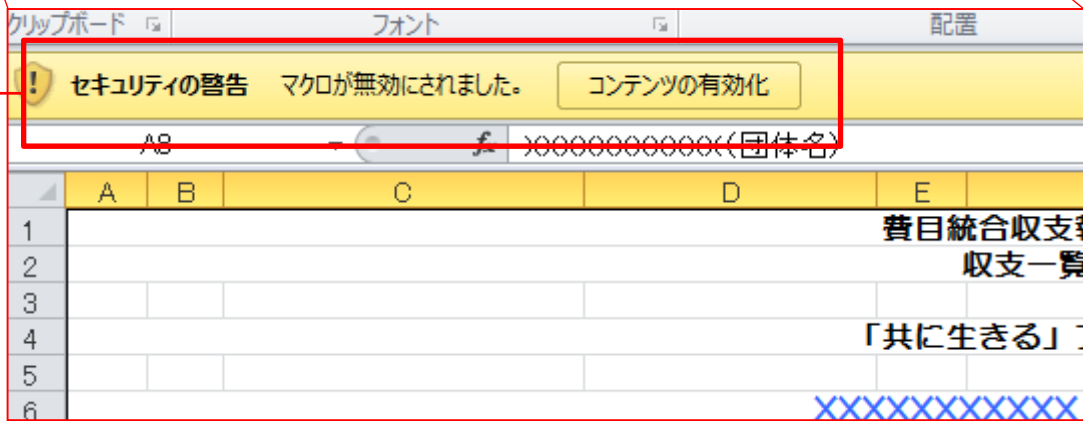 クリップボード フォント 配置
! セキュリティの警告 マクロが無効にされました。 コンテンツの有効化
A8 fx XXXXXXXXXXX(団体名)
A B C D E
1 費目統合収支
2 収支一覧
3
4 「共に生きる」
5
6 XXXXXXXXXXX